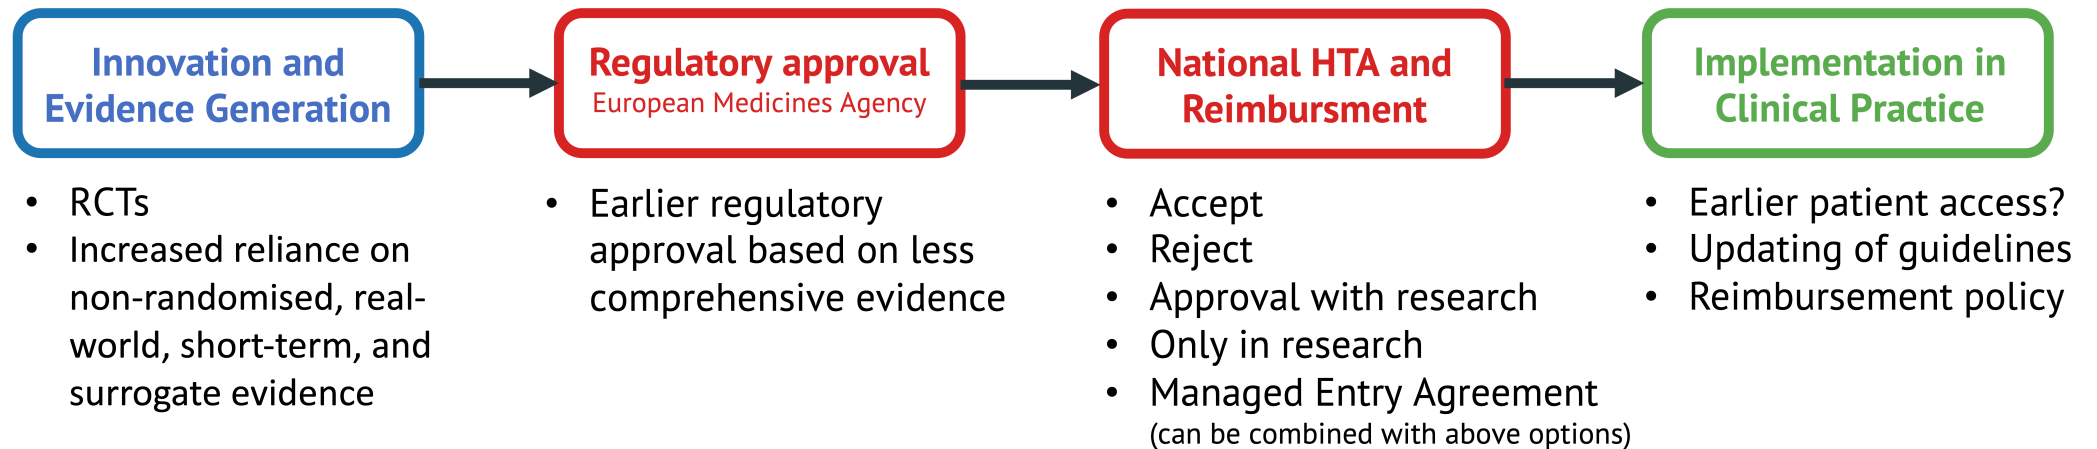 Innovation and
Evidence Generation
• RCTs
• Increased reliance on
non-randomised, real-
world, short-term, and
surrogate evidence
Regulatory approval
European Medicines Agency
• Earlier regulatory
approval based on less
comprehensive evidence
National HTA and
Reimbursment
• Accept
• Reject
• Approval with research
• Only in research
• Managed Entry Agreement
(can be combined with above options)
Implementation in
Clinical Practice
• Earlier patient access?
• Updating of guidelines
• Reimbursement policy